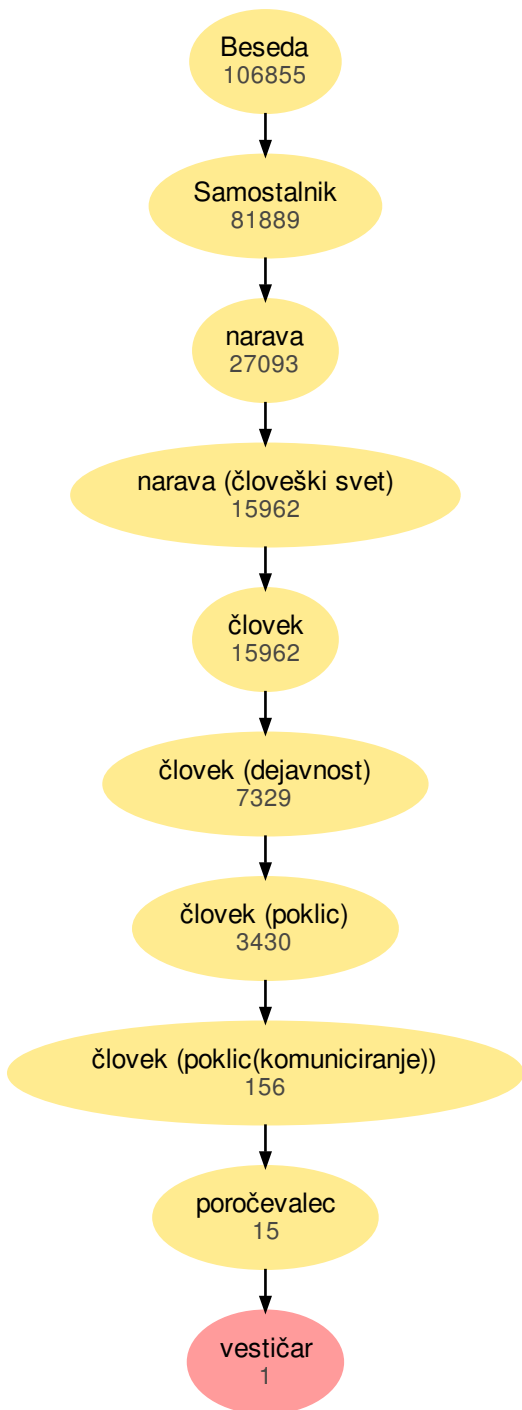 Beseda
106855
Samostalnik
81889
narava
27093
narava (človeški svet)
15962
človek
15962
človek (dejavnost)
7329
človek (poklic)
3430
človek (poklic(komuniciranje))
156
poročevalec
15
vestičar
1